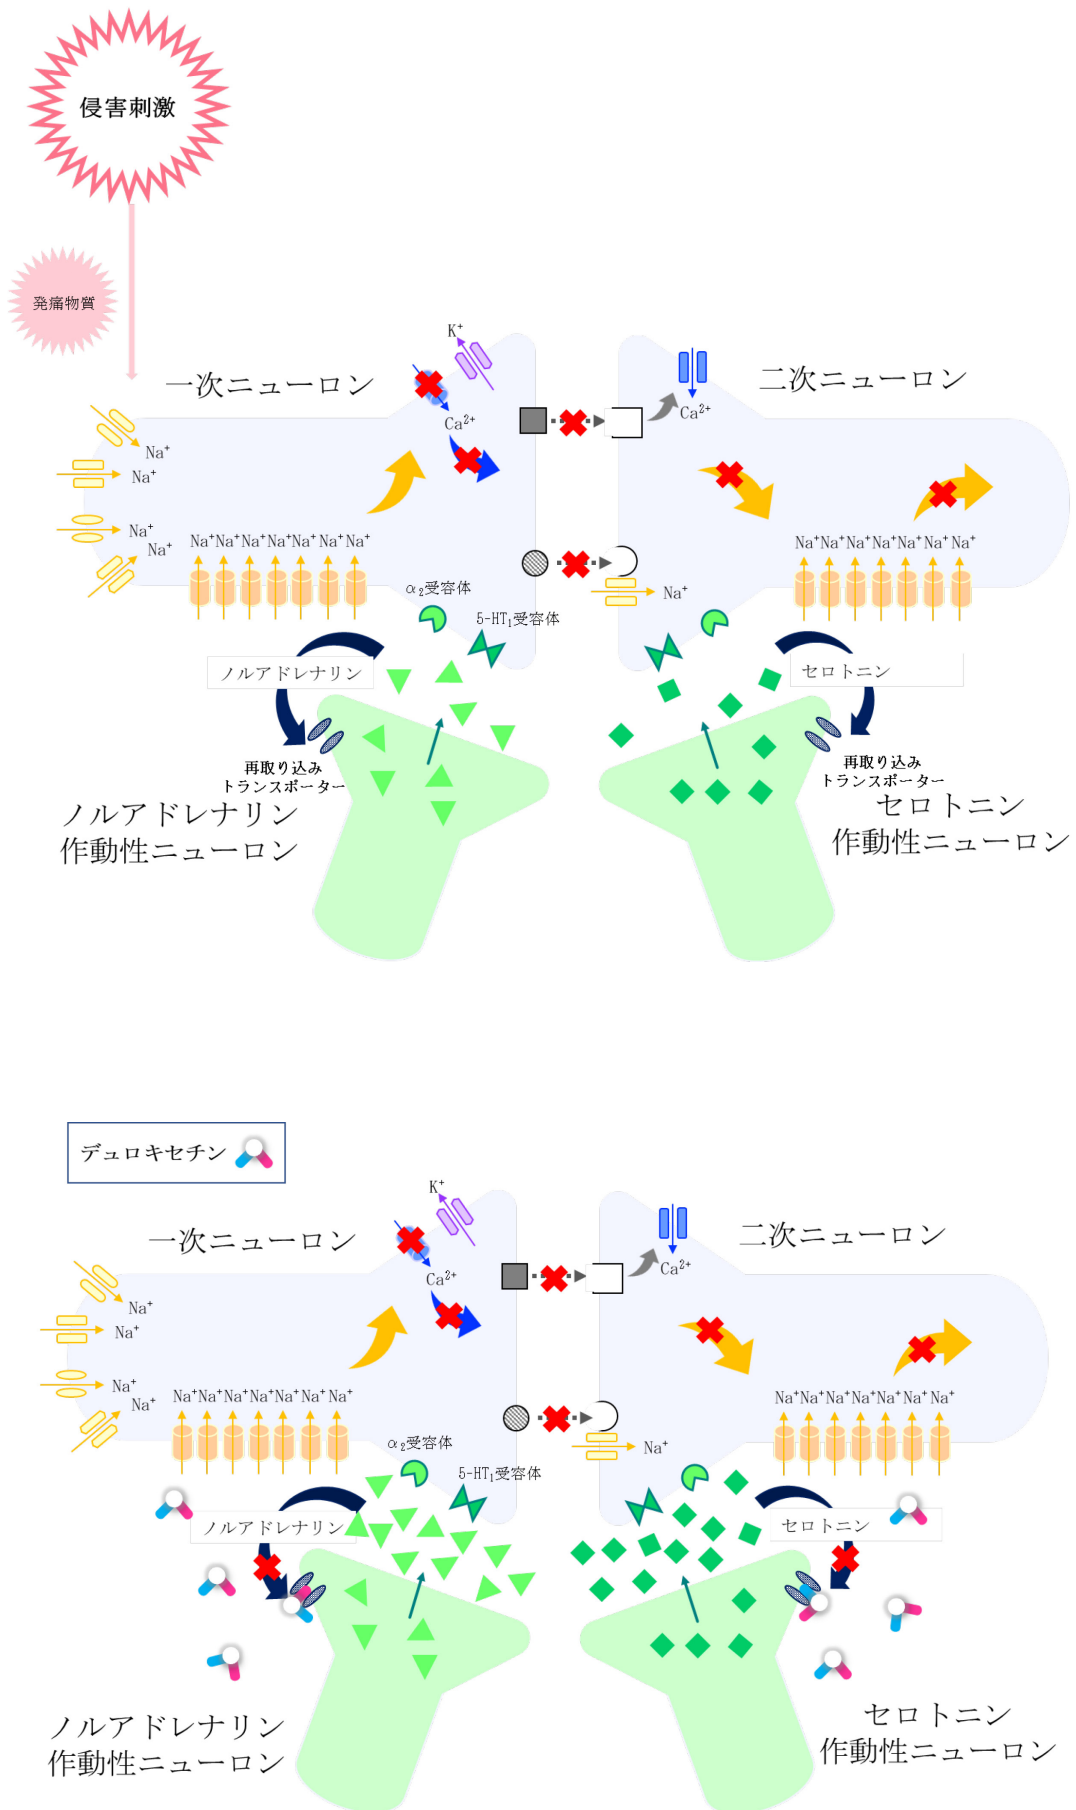 侵害刺激
発痛物質
一次ニューロン
二次ニューロン
K⁺
Ca²⁺
Ca²⁺
Na⁺
Na⁺
Na⁺
Na⁺
Na⁺Na⁺Na⁺Na⁺Na⁺ Na⁺ Na⁺
Na⁺Na⁺Na⁺Na⁺Na⁺ Na⁺ Na⁺
Na⁺
α₂受容体
5-HT₁受容体
ノルアドレナリン
セロトニン
再取り込み
トランスポーター
再取り込み
トランスポーター
ノルアドレナリン
作動性ニューロン
セロトニン
作動性ニューロン
デュロキセチン
一次ニューロン
二次ニューロン
K⁺
Ca²⁺
Ca²⁺
Na⁺
Na⁺
Na⁺
Na⁺
Na⁺Na⁺Na⁺Na⁺Na⁺ Na⁺ Na⁺
Na⁺Na⁺Na⁺Na⁺Na⁺ Na⁺ Na⁺
Na⁺
α₂受容体
5-HT₁受容体
ノルアドレナリン
セロトニン
ノルアドレナリン
作動性ニューロン
セロトニン
作動性ニューロン